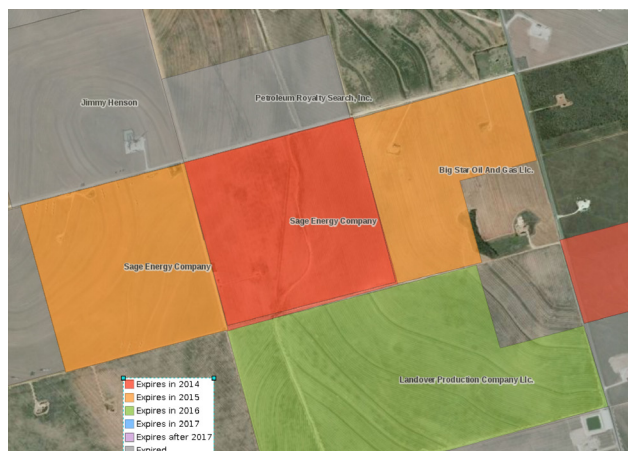 Jimmy Henson
Petroleum Royalty Search, Inc.
Big Star Oil And Gas Llc.
Sage Energy Company
Sage Energy Company
Landover Production Company Llc.
Expires in 2014
Expires in 2015
Expires in 2016
Expires in 2017
Expires after 2017
Expired